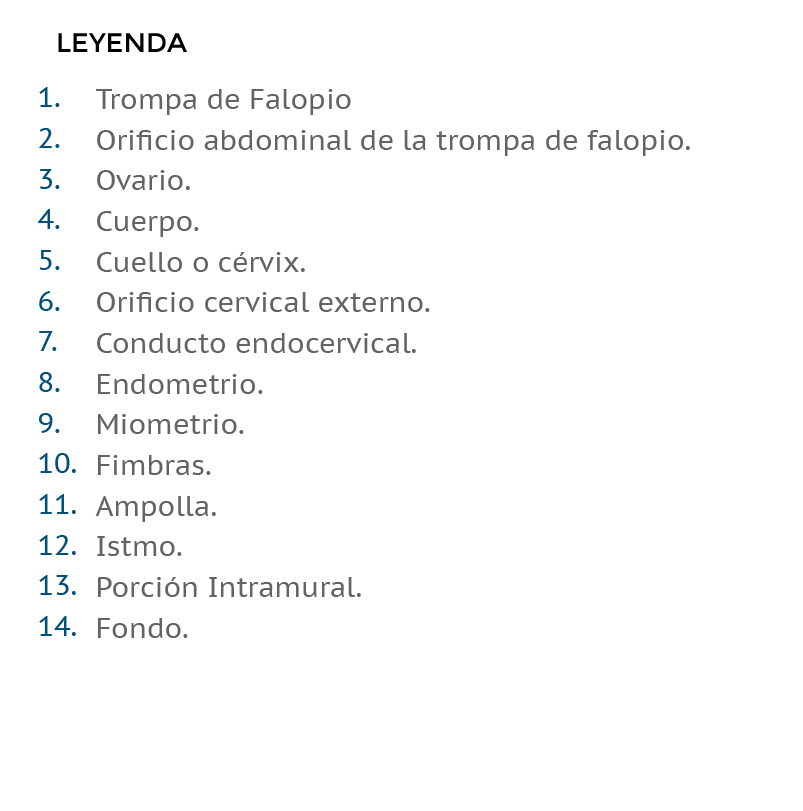 LEYENDA
1. Trompa de Falopio
2. Orificio abdominal de la trompa de falopio.
3. Ovario.
4. Cuerpo.
5. Cuello o cérvix.
6. Orificio cervical externo.
7. Conducto endocervical.
8. Endometrio.
9. Miometrio.
10. Fimbras.
11. Ampolla.
12. Istmo.
13. Porción Intramural.
14. Fondo.